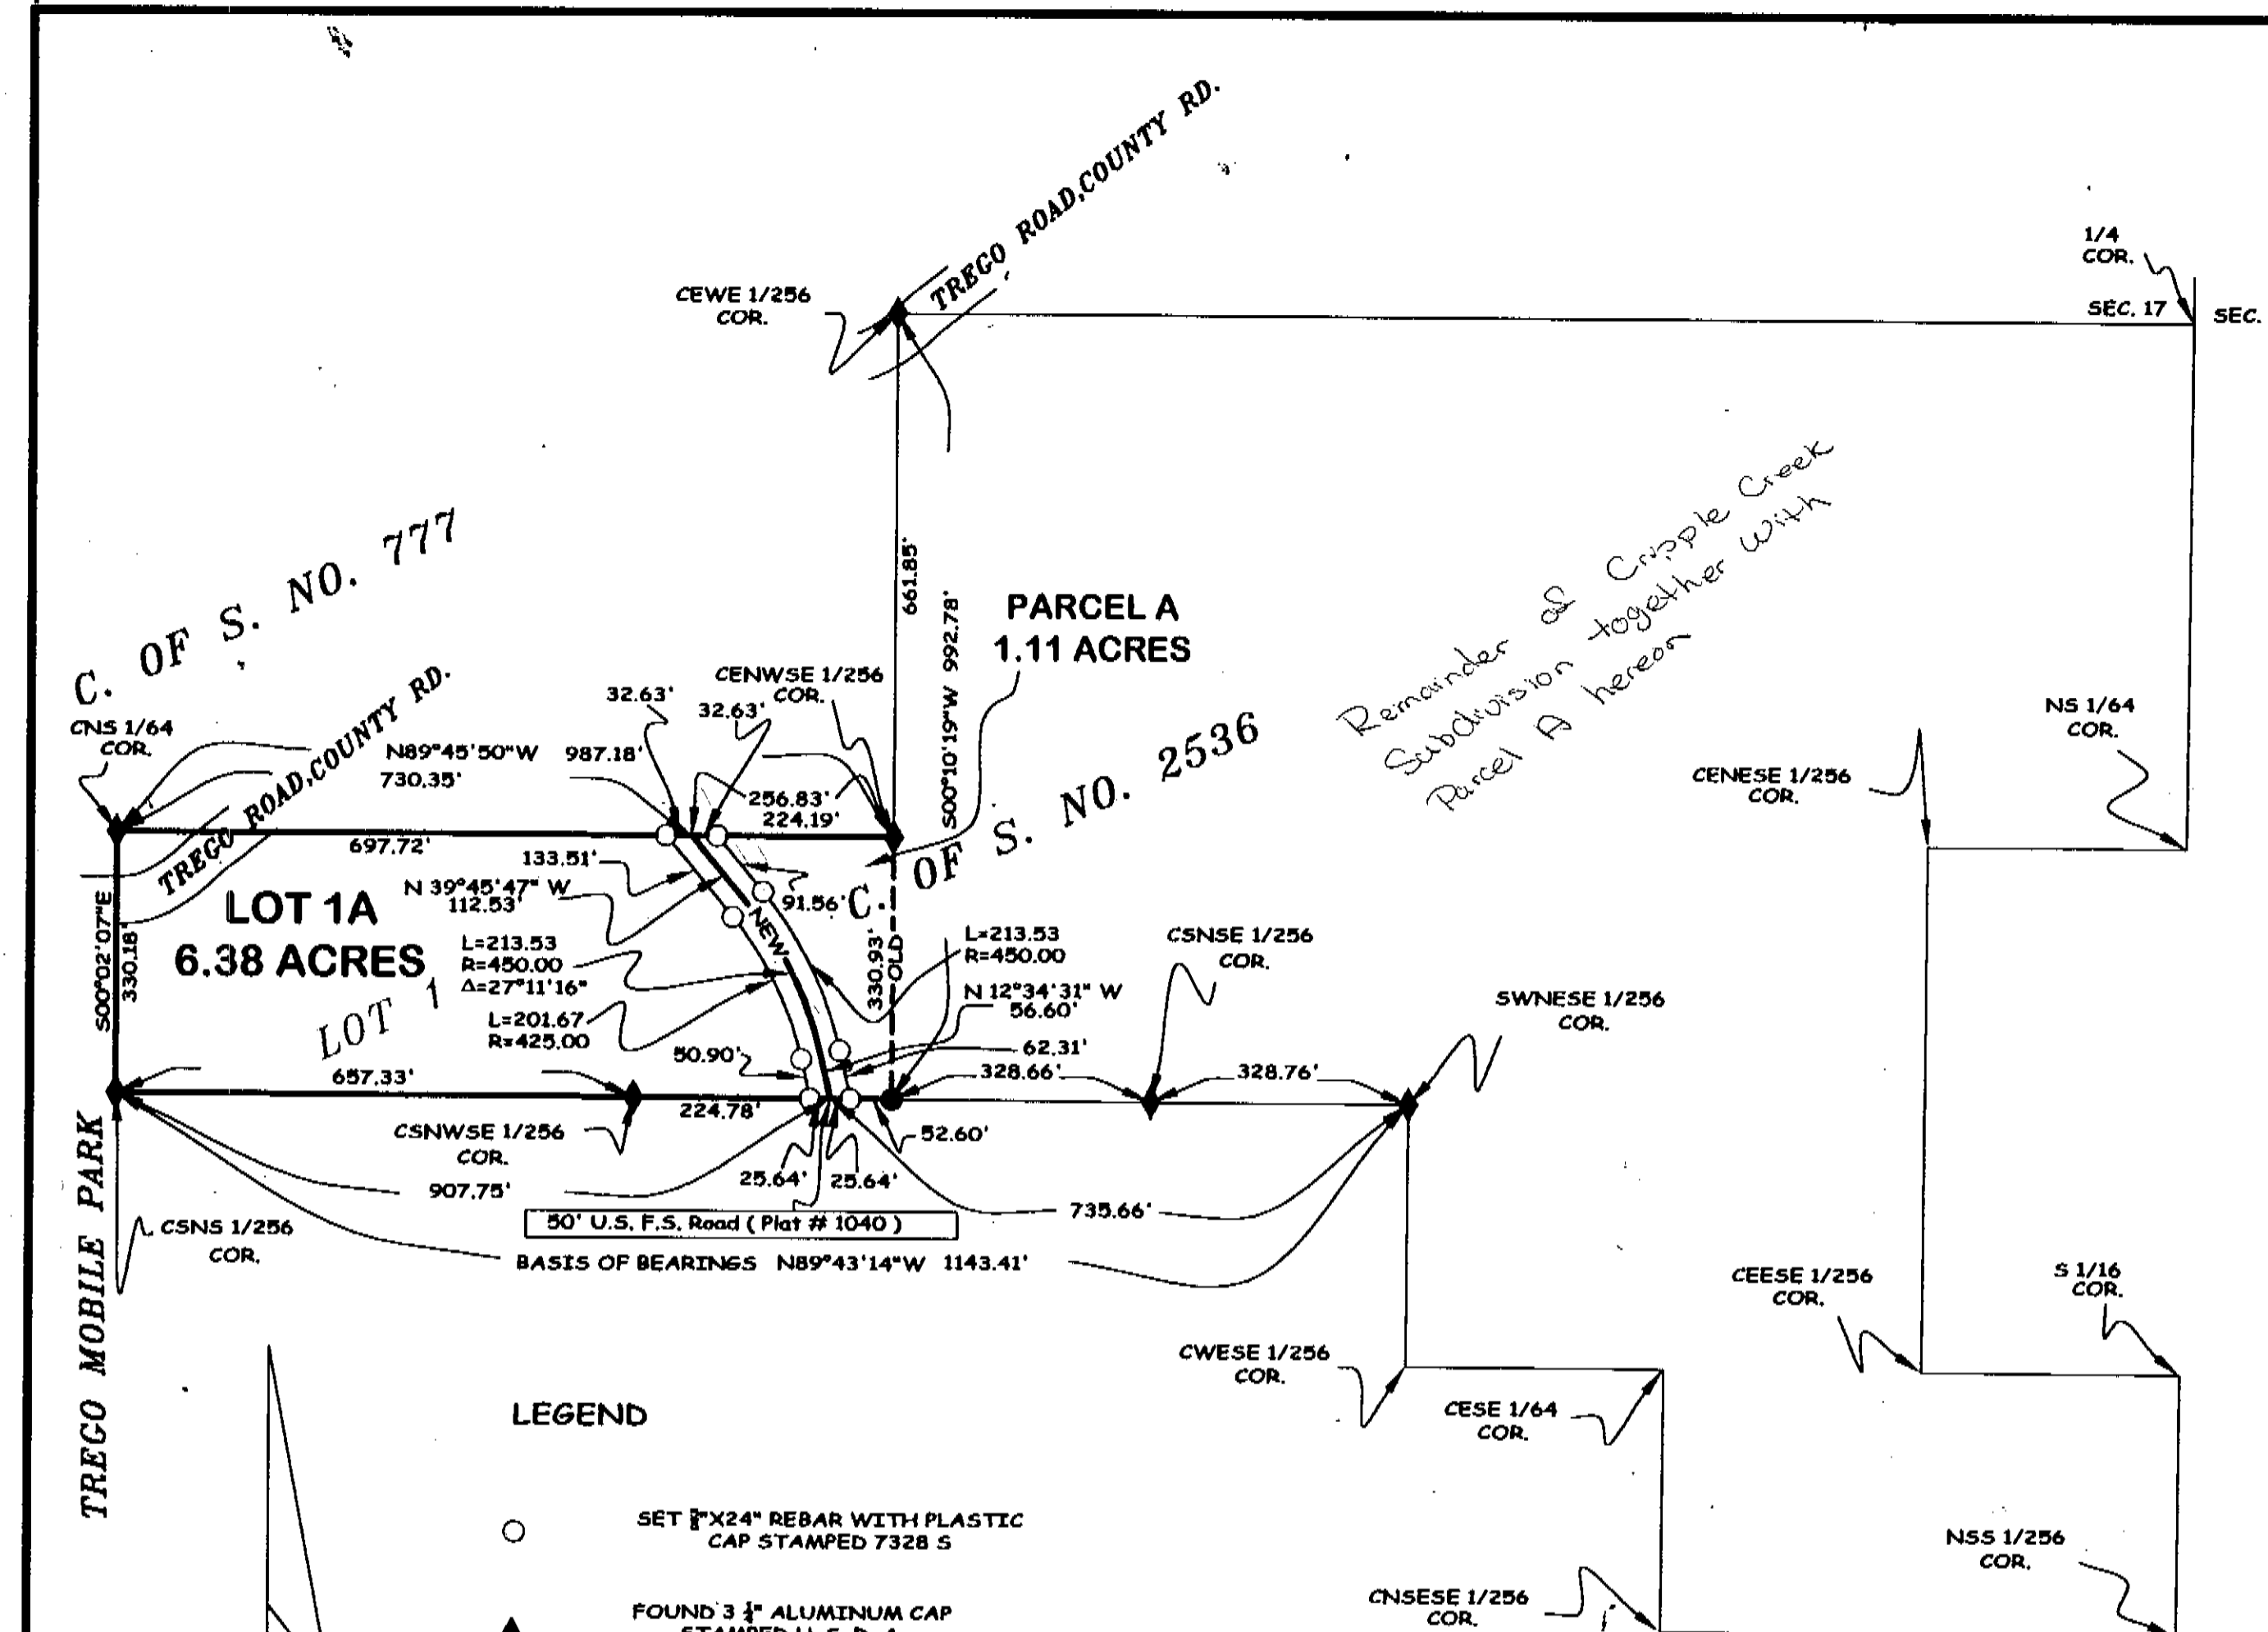 TREGO ROAD, COUNTY RD.
1/4
COR.
CEWE 1/256
COR.
SEC. 17
SEC.
661.85'
S00°10'19"W 992.78'
PARCEL A
1.11 ACRES
Remainder of Cripple Creek
Subdivision together with
Parcel A hereon
C. OF S. NO. 777
C. OF S. NO. 2536
CENWSE 1/256
COR.
32.63'
32.63'
CNS 1/64
COR.
TREGO ROAD, COUNTY RD.
N89°45'50"W 987.18'
730.35'
256.83'
224.19'
NS 1/64
COR.
CENESE 1/256
COR.
697.72'
133.51'
N 39°45'47" W
112.53'
91.56'
NEW
OLD
330.93'
LOT 1A
6.38 ACRES
LOT 1
S00°02'07"E
330.18'
L=213.53
R=450.00
Δ=27°11'16"
L=201.67
R=425.00
L=213.53
R=450.00
N 12°34'31" W
56.60'
CSNSE 1/256
COR.
SWNESE 1/256
COR.
50.90'
62.31'
328.66'
328.76'
657.33'
224.78'
CSNWSE 1/256
COR.
52.60'
25.64'
25.64'
907.75'
735.66'
CSNS 1/256
COR.
50' U.S. F.S. Road ( Plat # 1040 )
BASIS OF BEARINGS N89°43'14"W 1143.41'
TREGO MOBILE PARK
CEESE 1/256
COR.
S 1/16
COR.
CWESE 1/256
COR.
CESE 1/64
COR.
LEGEND
SET "X24" REBAR WITH PLASTIC
CAP STAMPED 7328 S
NSS 1/256
COR.
CNSESE 1/256
COR.
FOUND 3 ¼" ALUMINUM CAP